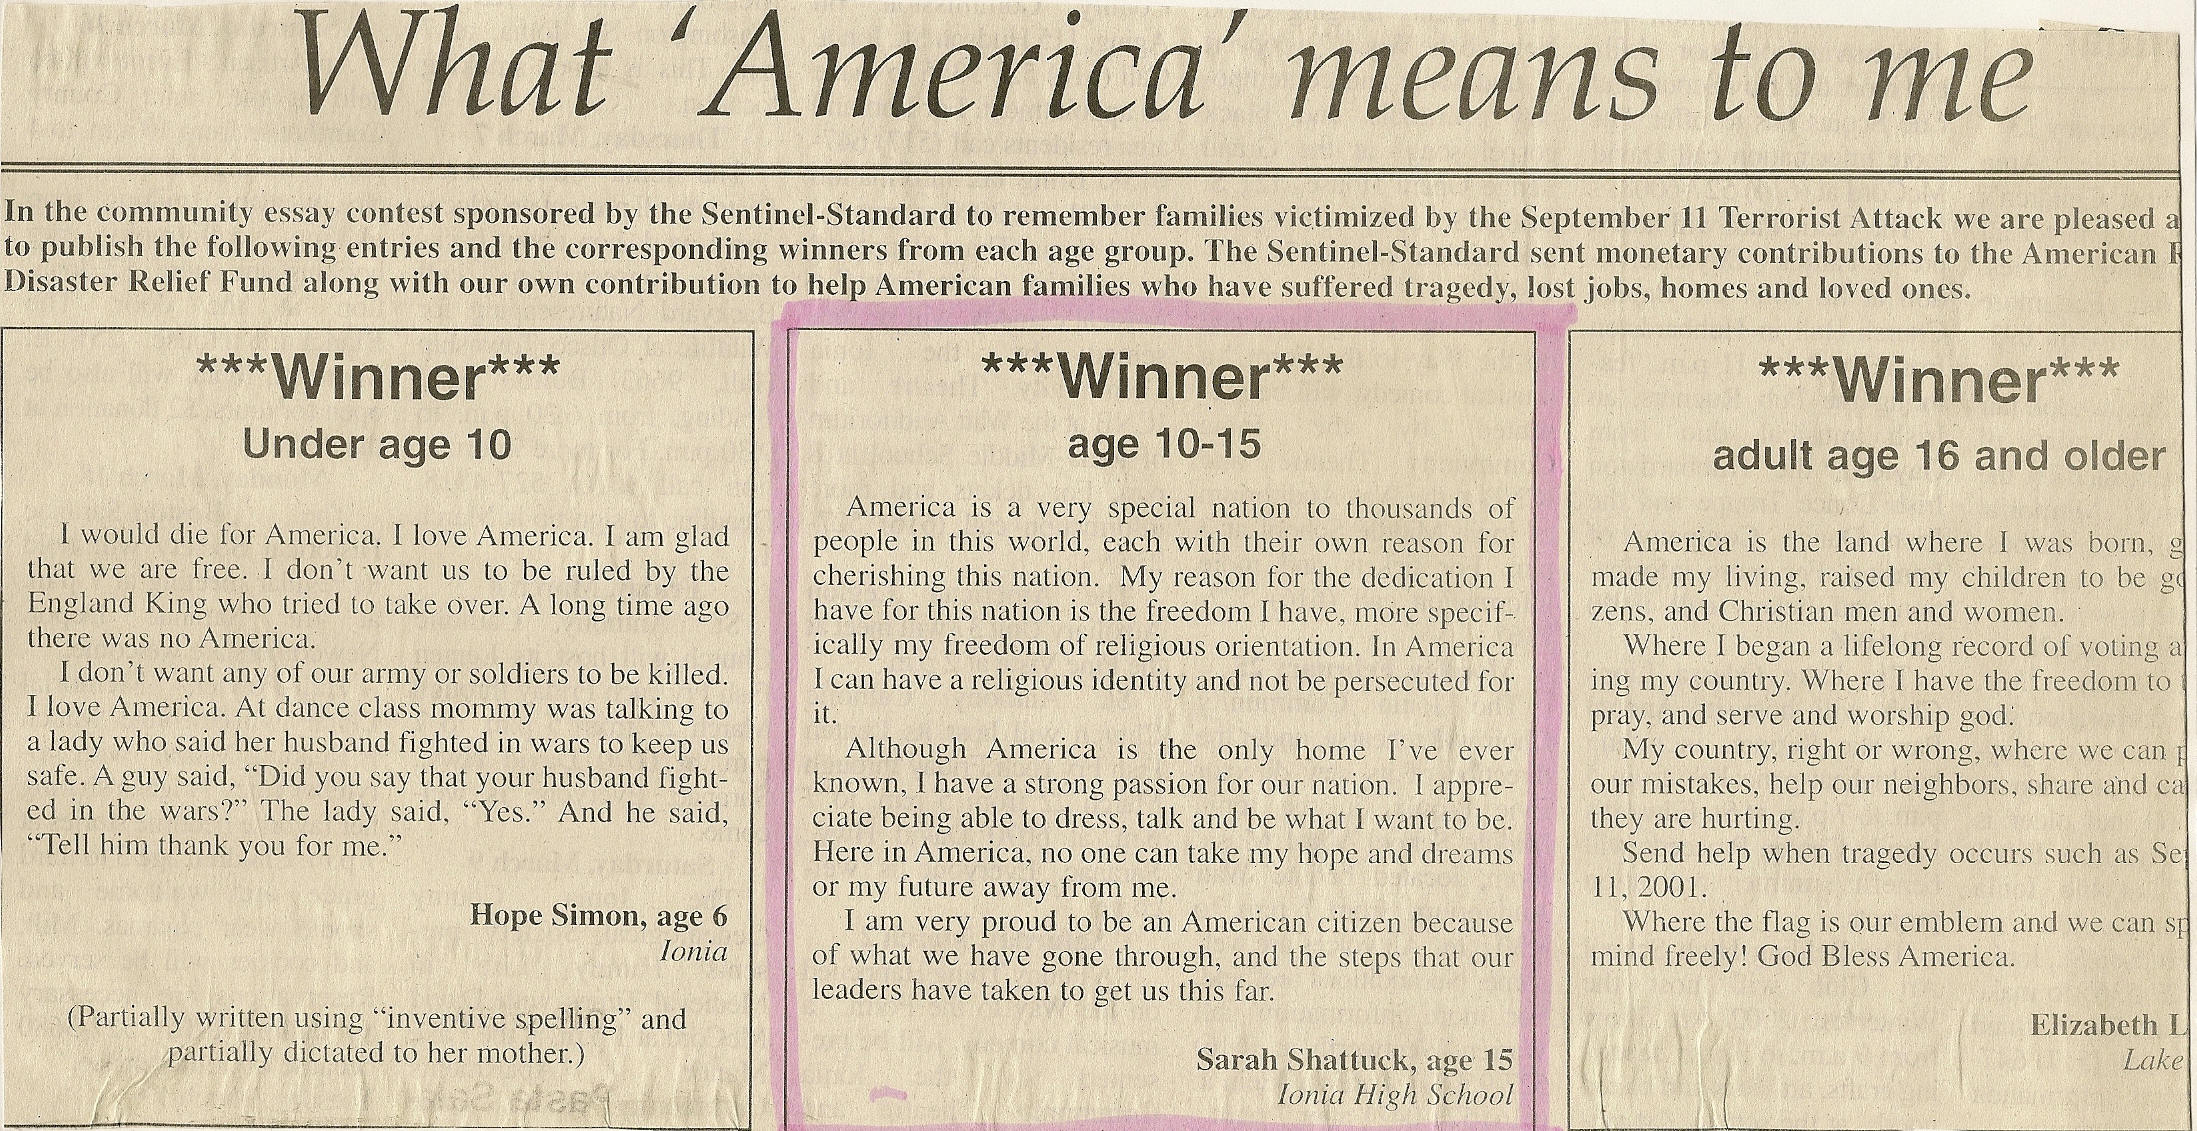 What ‘America’ means to me
In the community essay contest sponsored by the Sentinel-Standard to remember families victimized by the September 11 Terrorist Attack we are pleased
to publish the following entries and the corresponding winners from each age group. The Sentinel-Standard sent monetary contributions to the American
Disaster Relief Fund along with our own contribution to help American families who have suffered tragedy, lost jobs, homes and loved ones.
***Winner***
Under age 10
I would die for America. I love America. I am glad
that we are free. I don’t want us to be ruled by the
England King who tried to take over. A long time ago
there was no America.
I don’t want any of our army or soldiers to be killed.
I love America. At dance class mommy was talking to
a lady who said her husband fighted in wars to keep us
safe. A guy said, “Did you say that your husband fight-
ed in the wars?” The lady said, “Yes.” And he said,
“Tell him thank you for me.”
Hope Simon, age 6
Ionia
(Partially written using “inventive spelling” and
partially dictated to her mother.)
***Winner***
age 10-15
America is a very special nation to thousands of
people in this world, each with their own reason for
cherishing this nation. My reason for the dedication I
have for this nation is the freedom I have, more specif-
ically my freedom of religious orientation. In America
I can have a religious identity and not be persecuted for
it.
Although America is the only home I’ve ever
known, I have a strong passion for our nation. I appre-
ciate being able to dress, talk and be what I want to be.
Here in America, no one can take my hope and dreams
or my future away from me.
I am very proud to be an American citizen because
of what we have gone through, and the steps that our
leaders have taken to get us this far.
Sarah Shattuck, age 15
Ionia High School
***Winner***
adult age 16 and older
America is the land where I was born,
made my living, raised my children to be
zens, and Christian men and women.
Where I began a lifelong record of voting
ing my country. Where I have the freedom to
pray, and serve and worship god.
My country, right or wrong, where we can
our mistakes, help our neighbors, share and
they are hurting.
Send help when tragedy occurs such as
11, 2001.
Where the flag is our emblem and we can
mind freely! God Bless America.
Elizabeth L
Lake